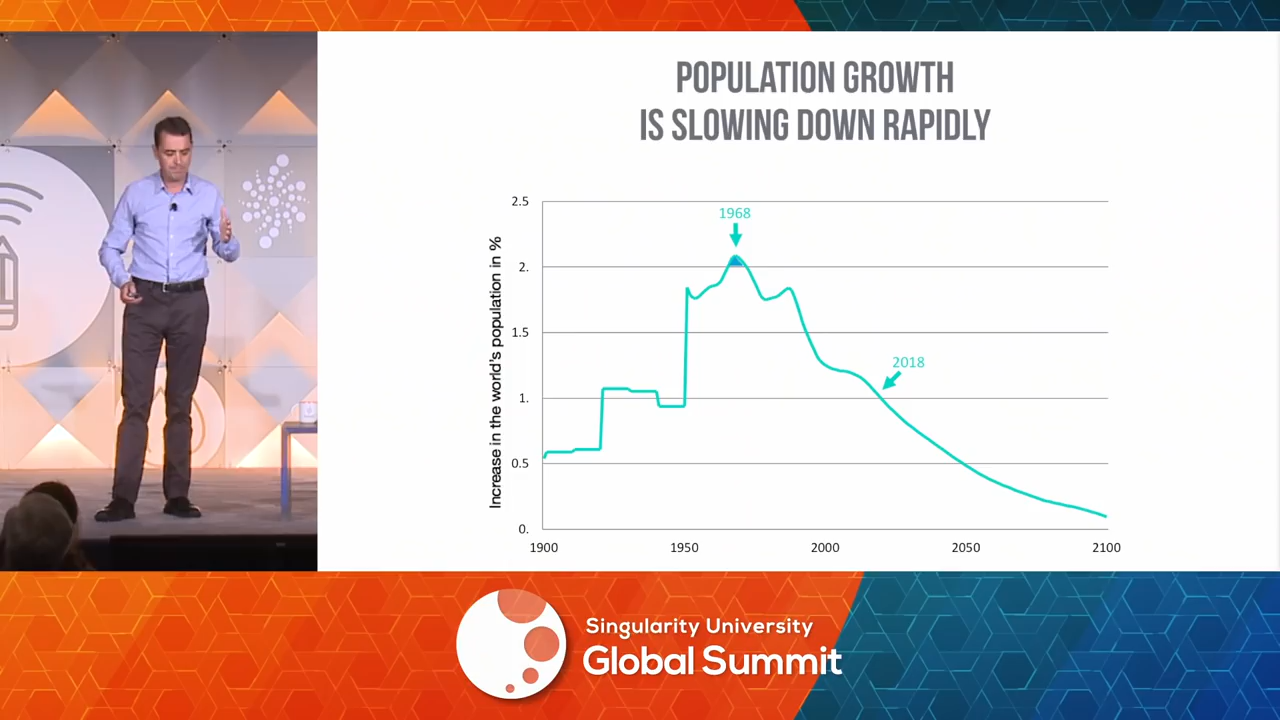 POPULATION GROWTH
IS SLOWING DOWN RAPIDLY
Increase in the world's population in %
2.5
2.
1.5
1.
0.5
0.
1968
2018
1900
1950
2000
2050
2100
Singularity University
Global Summit